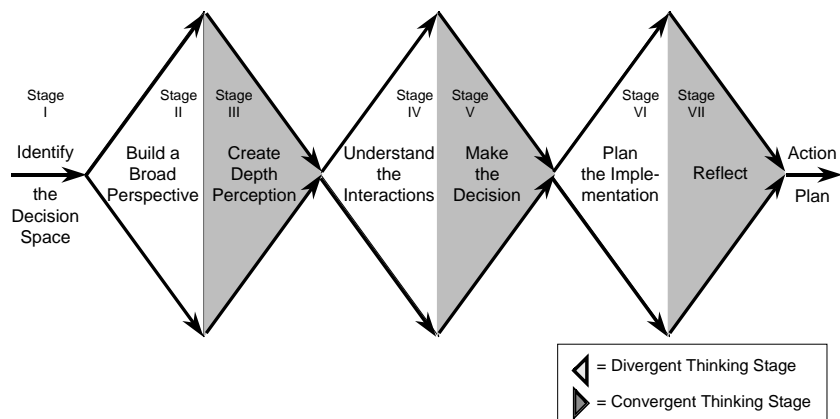 Stage
I
Identify
the
Decision
Space
Stage
II
Build a
Broad
Perspective
Stage
III
Create
Depth
Perception
Stage
IV
Understand
the
Interactions
Stage
V
Make
the
Decision
Stage
VI
Plan
the Imple-
mentation
Stage
VII
Reflect
Action
Plan
= Divergent Thinking Stage
= Convergent Thinking Stage